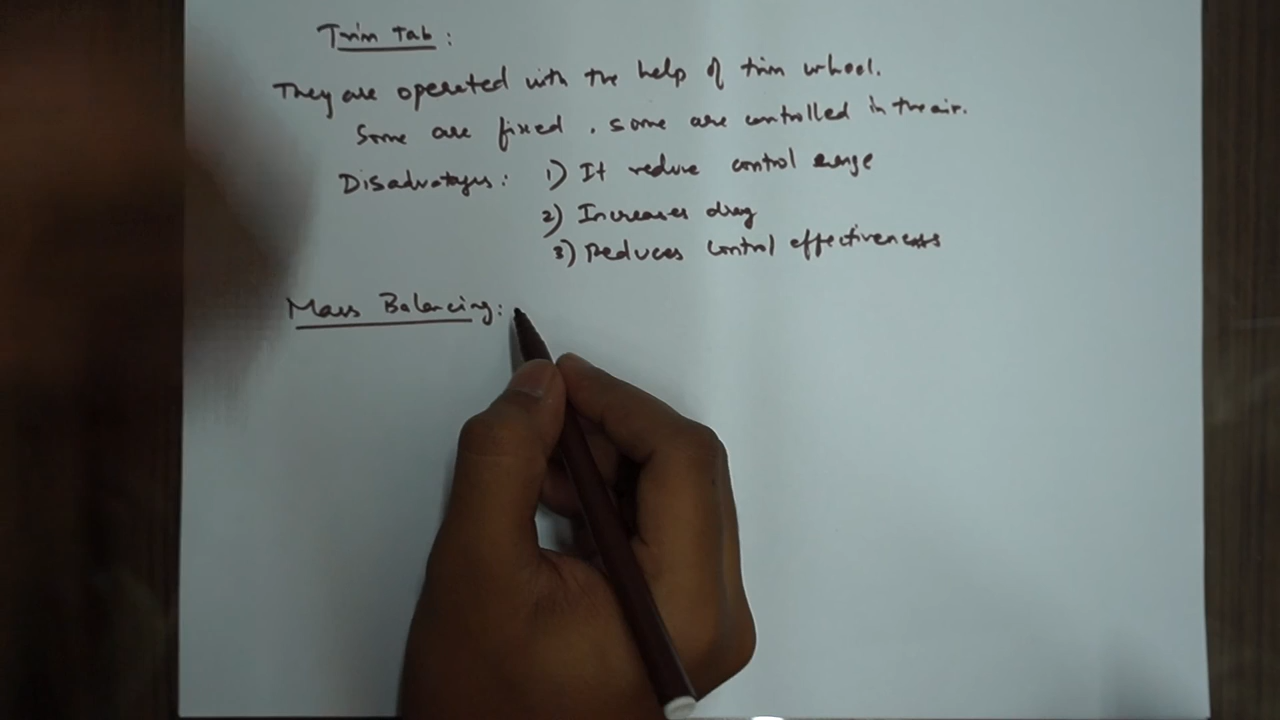 Trim Tab:
They are operated with the help of trim wheel.
Some are fixed. Some are controlled in the air.
Disadvatages: 1) It reduce control range
2) Increases drag
3) Reduces control effectiveness
Mass Balancing: